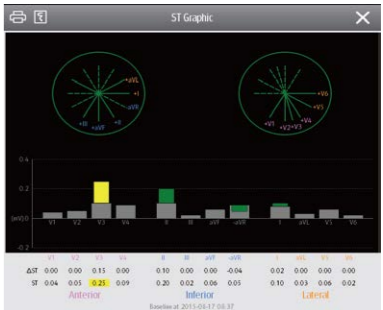 ST Graphic
+aVL
+I
-aVR
+III
+aVF
+II
+V6
+V5
+V4
+V1
+V2
+V3
0.4
0.2
(mV)0.0
-0.2
V1 V2 V3 V4 II III aVF -aVR I aVL V5 V6
V1 V2 V3 V4 II III aVF -aVR I aVL V5 V6
ΔST 0.00 0.00 0.15 0.00 0.10 0.00 0.00 -0.04 0.02 0.00 0.00 0.00
ST 0.04 0.05 0.25 0.09 0.20 0.02 0.06 0.05 0.10 0.03 0.06 0.02
Anterior Inferior Lateral
Baseline at 2015-04-17 08:37